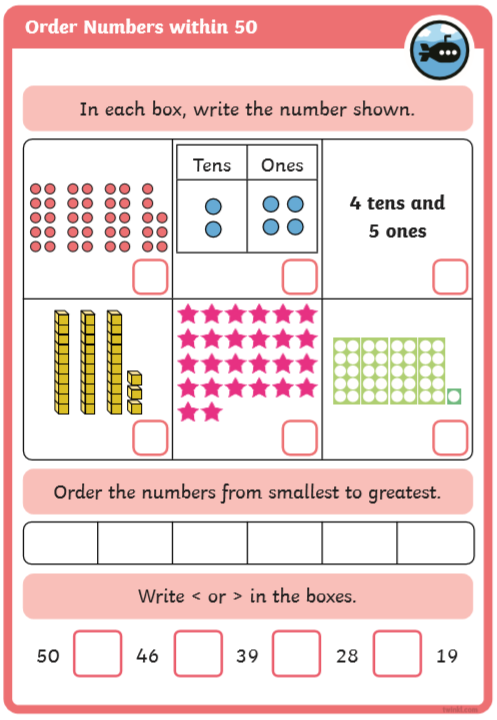 Order Numbers within 50
In each box, write the number shown.
Tens Ones
4 tens and
5 ones
Order the numbers from smallest to greatest.
Write < or > in the boxes.
50 46 39 28 19